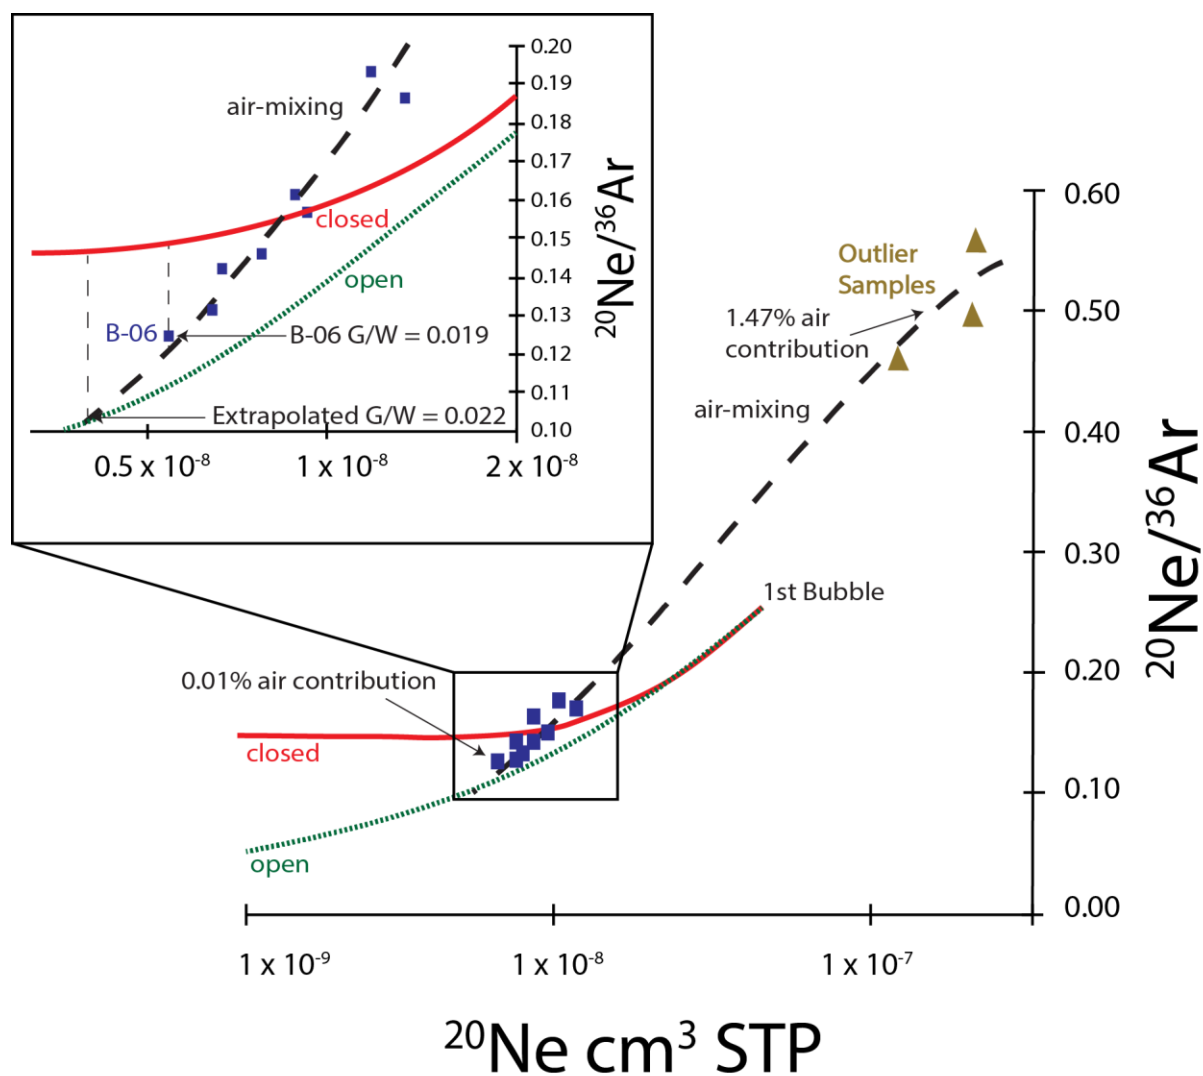 0.20
0.19
0.18
0.17
0.16
0.15
0.14
0.13
0.12
0.11
0.10
²⁰Ne/³⁶Ar
air-mixing
closed
open
B-06
B-06 G/W = 0.019
Extrapolated G/W = 0.022
0.5 x 10⁻⁸
1 x 10⁻⁸
2 x 10⁻⁸
0.60
0.50
0.40
0.30
0.20
0.10
0.00
²⁰Ne/³⁶Ar
Outlier
Samples
1.47% air
contribution
air-mixing
1st Bubble
0.01% air contribution
closed
open
1 x 10⁻⁹
1 x 10⁻⁸
1 x 10⁻⁷
²⁰Ne cm³ STP